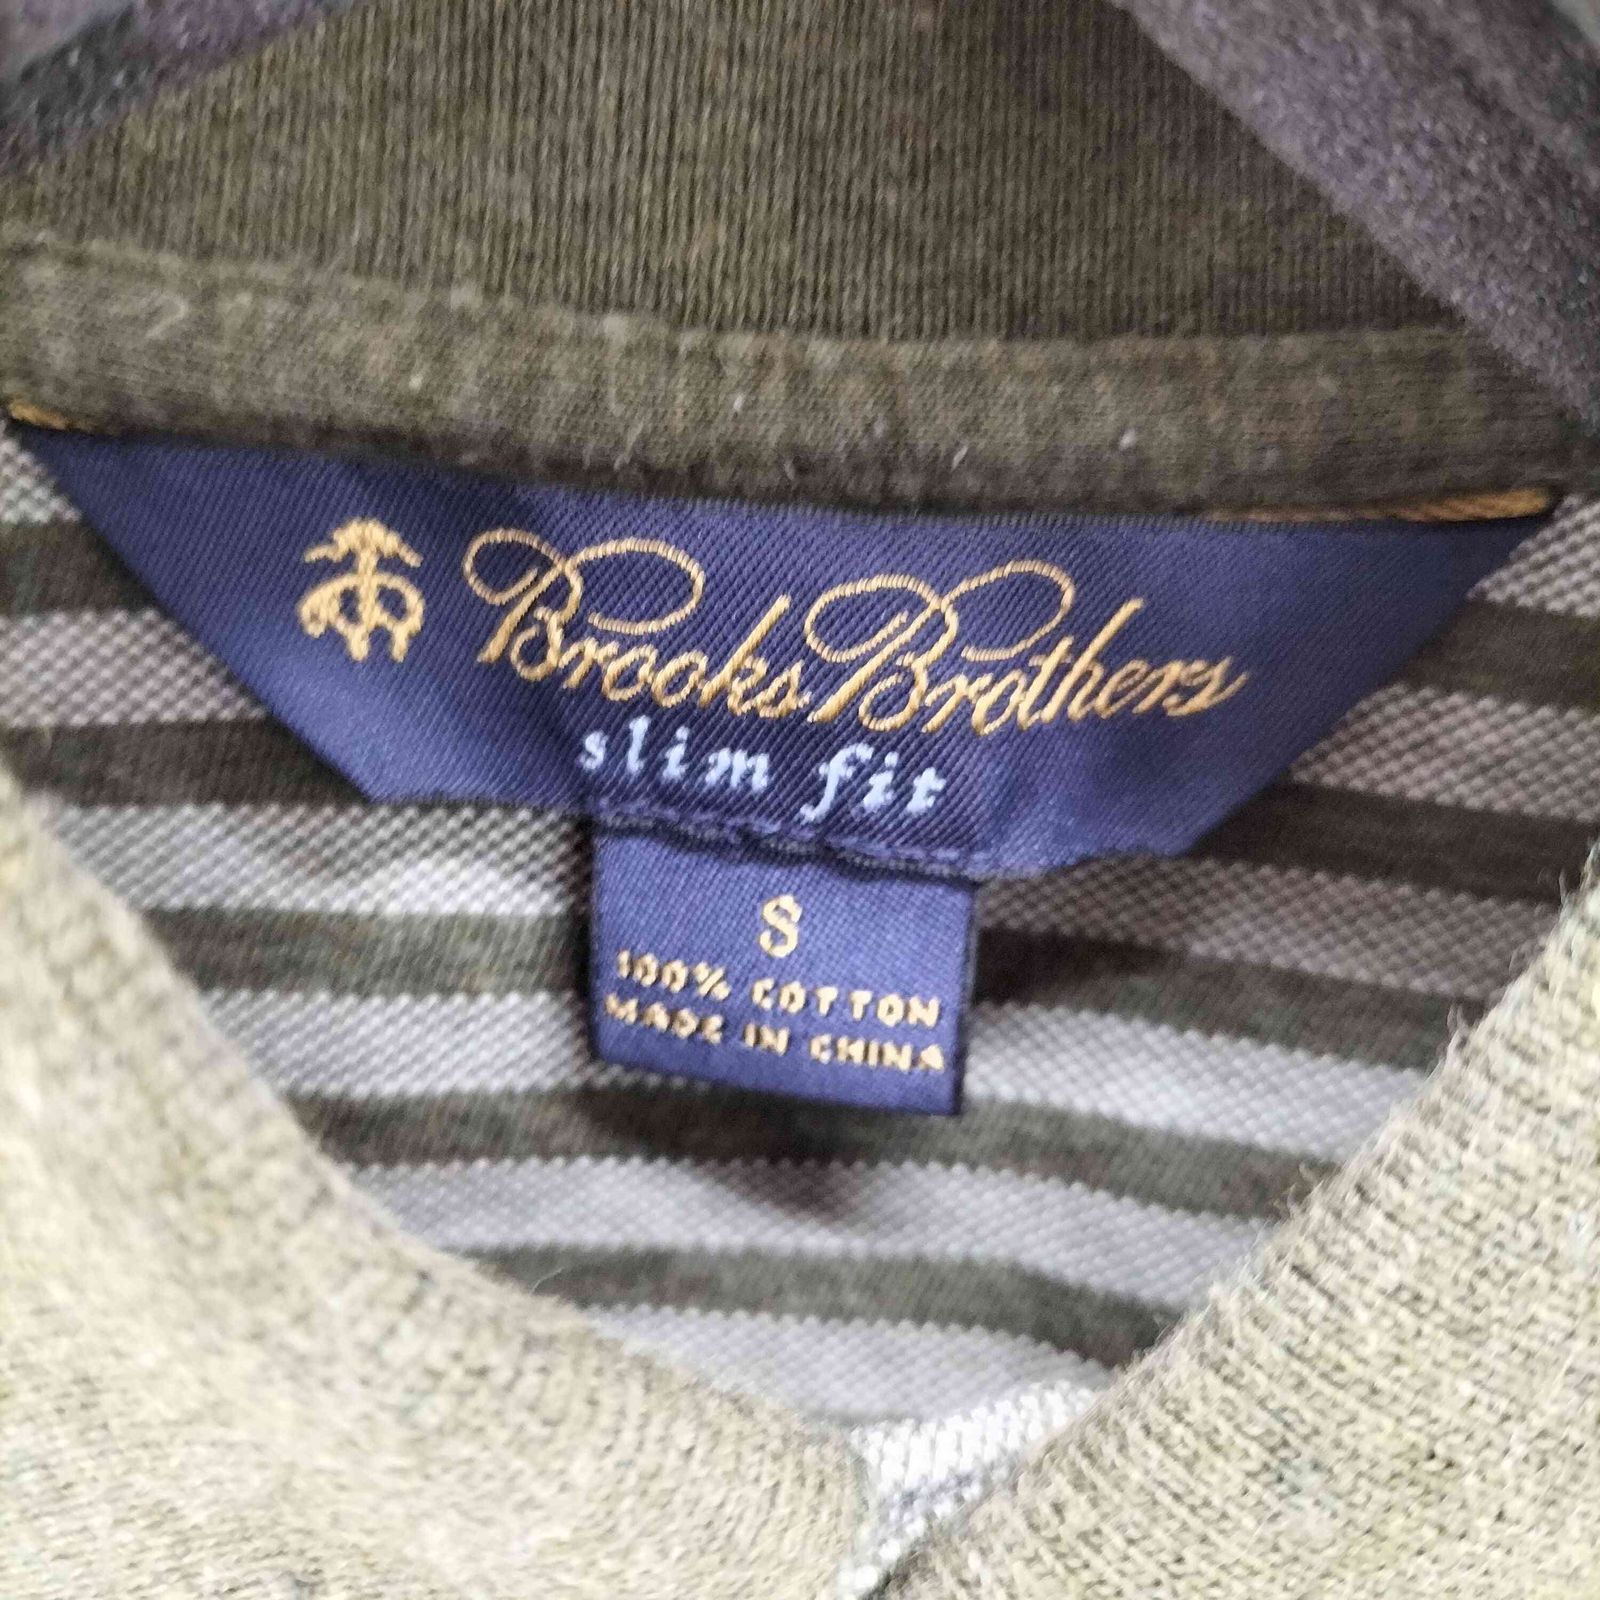 Brooks Brothers
slim fit
S
100% COTTON
MADE IN CHINA